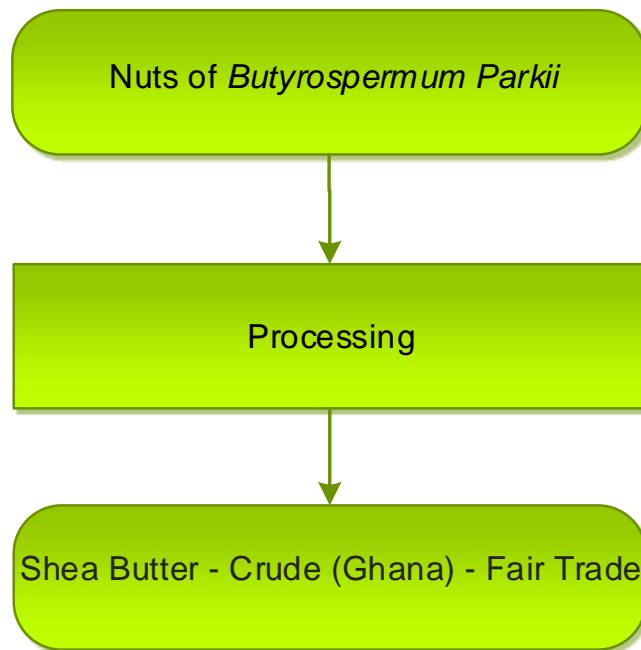 Nuts of Butyrospermum Parkii
Processing
Shea Butter - Crude (Ghana) - Fair Trade